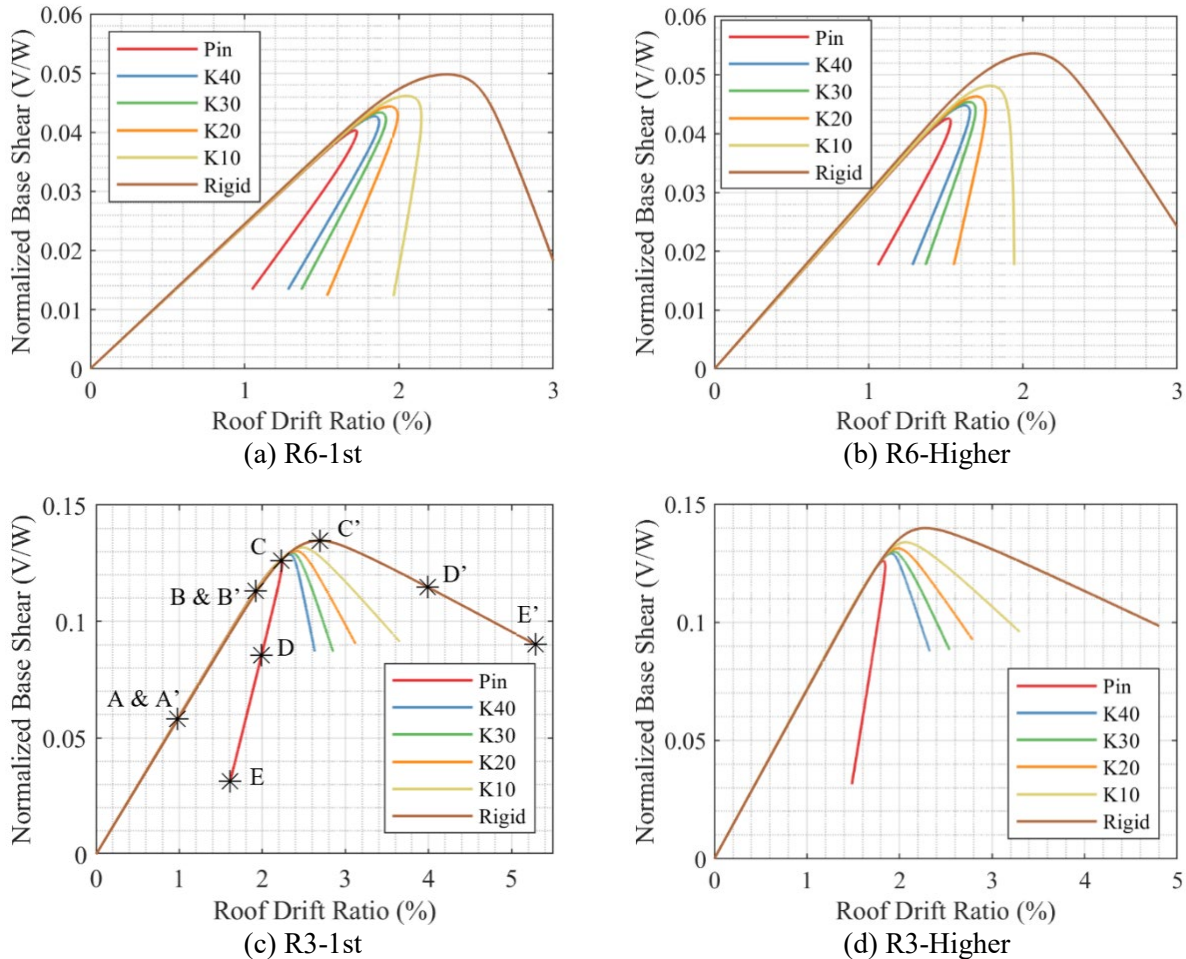 0.06
0.05
0.04
0.03
0.02
0.01
0
Normalized Base Shear (V/W)
Pin
K40
K30
K20
K10
Rigid
0 1 2 3
Roof Drift Ratio (%)
(a) R6-1st
0.06
0.05
0.04
0.03
0.02
0.01
0
Normalized Base Shear (V/W)
Pin
K40
K30
K20
K10
Rigid
0 1 2 3
Roof Drift Ratio (%)
(b) R6-Higher
0.15
0.1
0.05
0
Normalized Base Shear (V/W)
C
C’
B & B’
D’
D
E’
A & A’
E
Pin
K40
K30
K20
K10
Rigid
0 1 2 3 4 5
Roof Drift Ratio (%)
(c) R3-1st
0.15
0.10
0.05
0
Normalized Base Shear (V/W)
Pin
K40
K30
K20
K10
Rigid
0 1 2 3 4 5
Roof Drift Ratio (%)
(d) R3-Higher